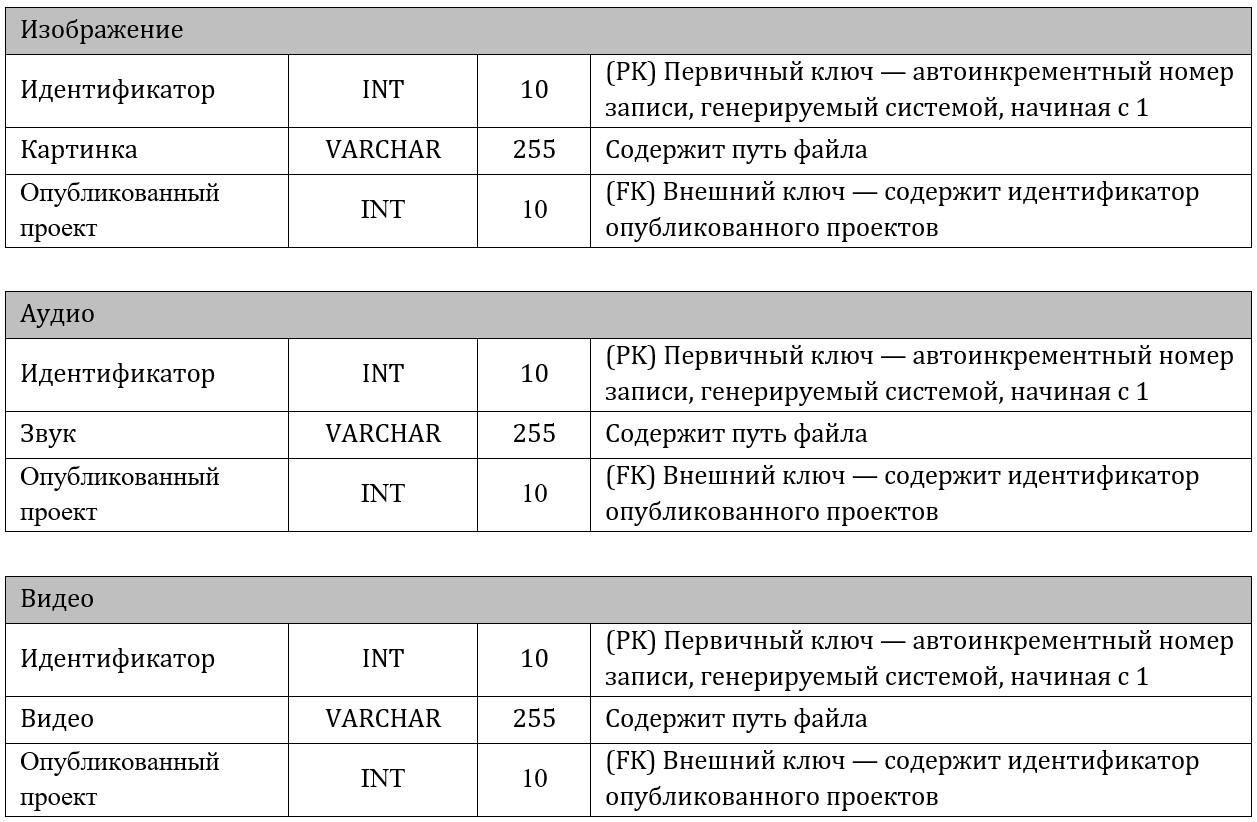 Изображение
Идентификатор INT 10 (PK) Первичный ключ — автоинкрементный номер
записи, генерируемый системой, начиная с 1
Картинка VARCHAR 255 Содержит путь файла
Опубликованный
проект INT 10 (FK) Внешний ключ — содержит идентификатор
опубликованного проектов
Аудио
Идентификатор INT 10 (PK) Первичный ключ — автоинкрементный номер
записи, генерируемый системой, начиная с 1
Звук VARCHAR 255 Содержит путь файла
Опубликованный
проект INT 10 (FK) Внешний ключ — содержит идентификатор
опубликованного проектов
Видео
Идентификатор INT 10 (PK) Первичный ключ — автоинкрементный номер
записи, генерируемый системой, начиная с 1
Видео VARCHAR 255 Содержит путь файла
Опубликованный
проект INT 10 (FK) Внешний ключ — содержит идентификатор
опубликованного проектов